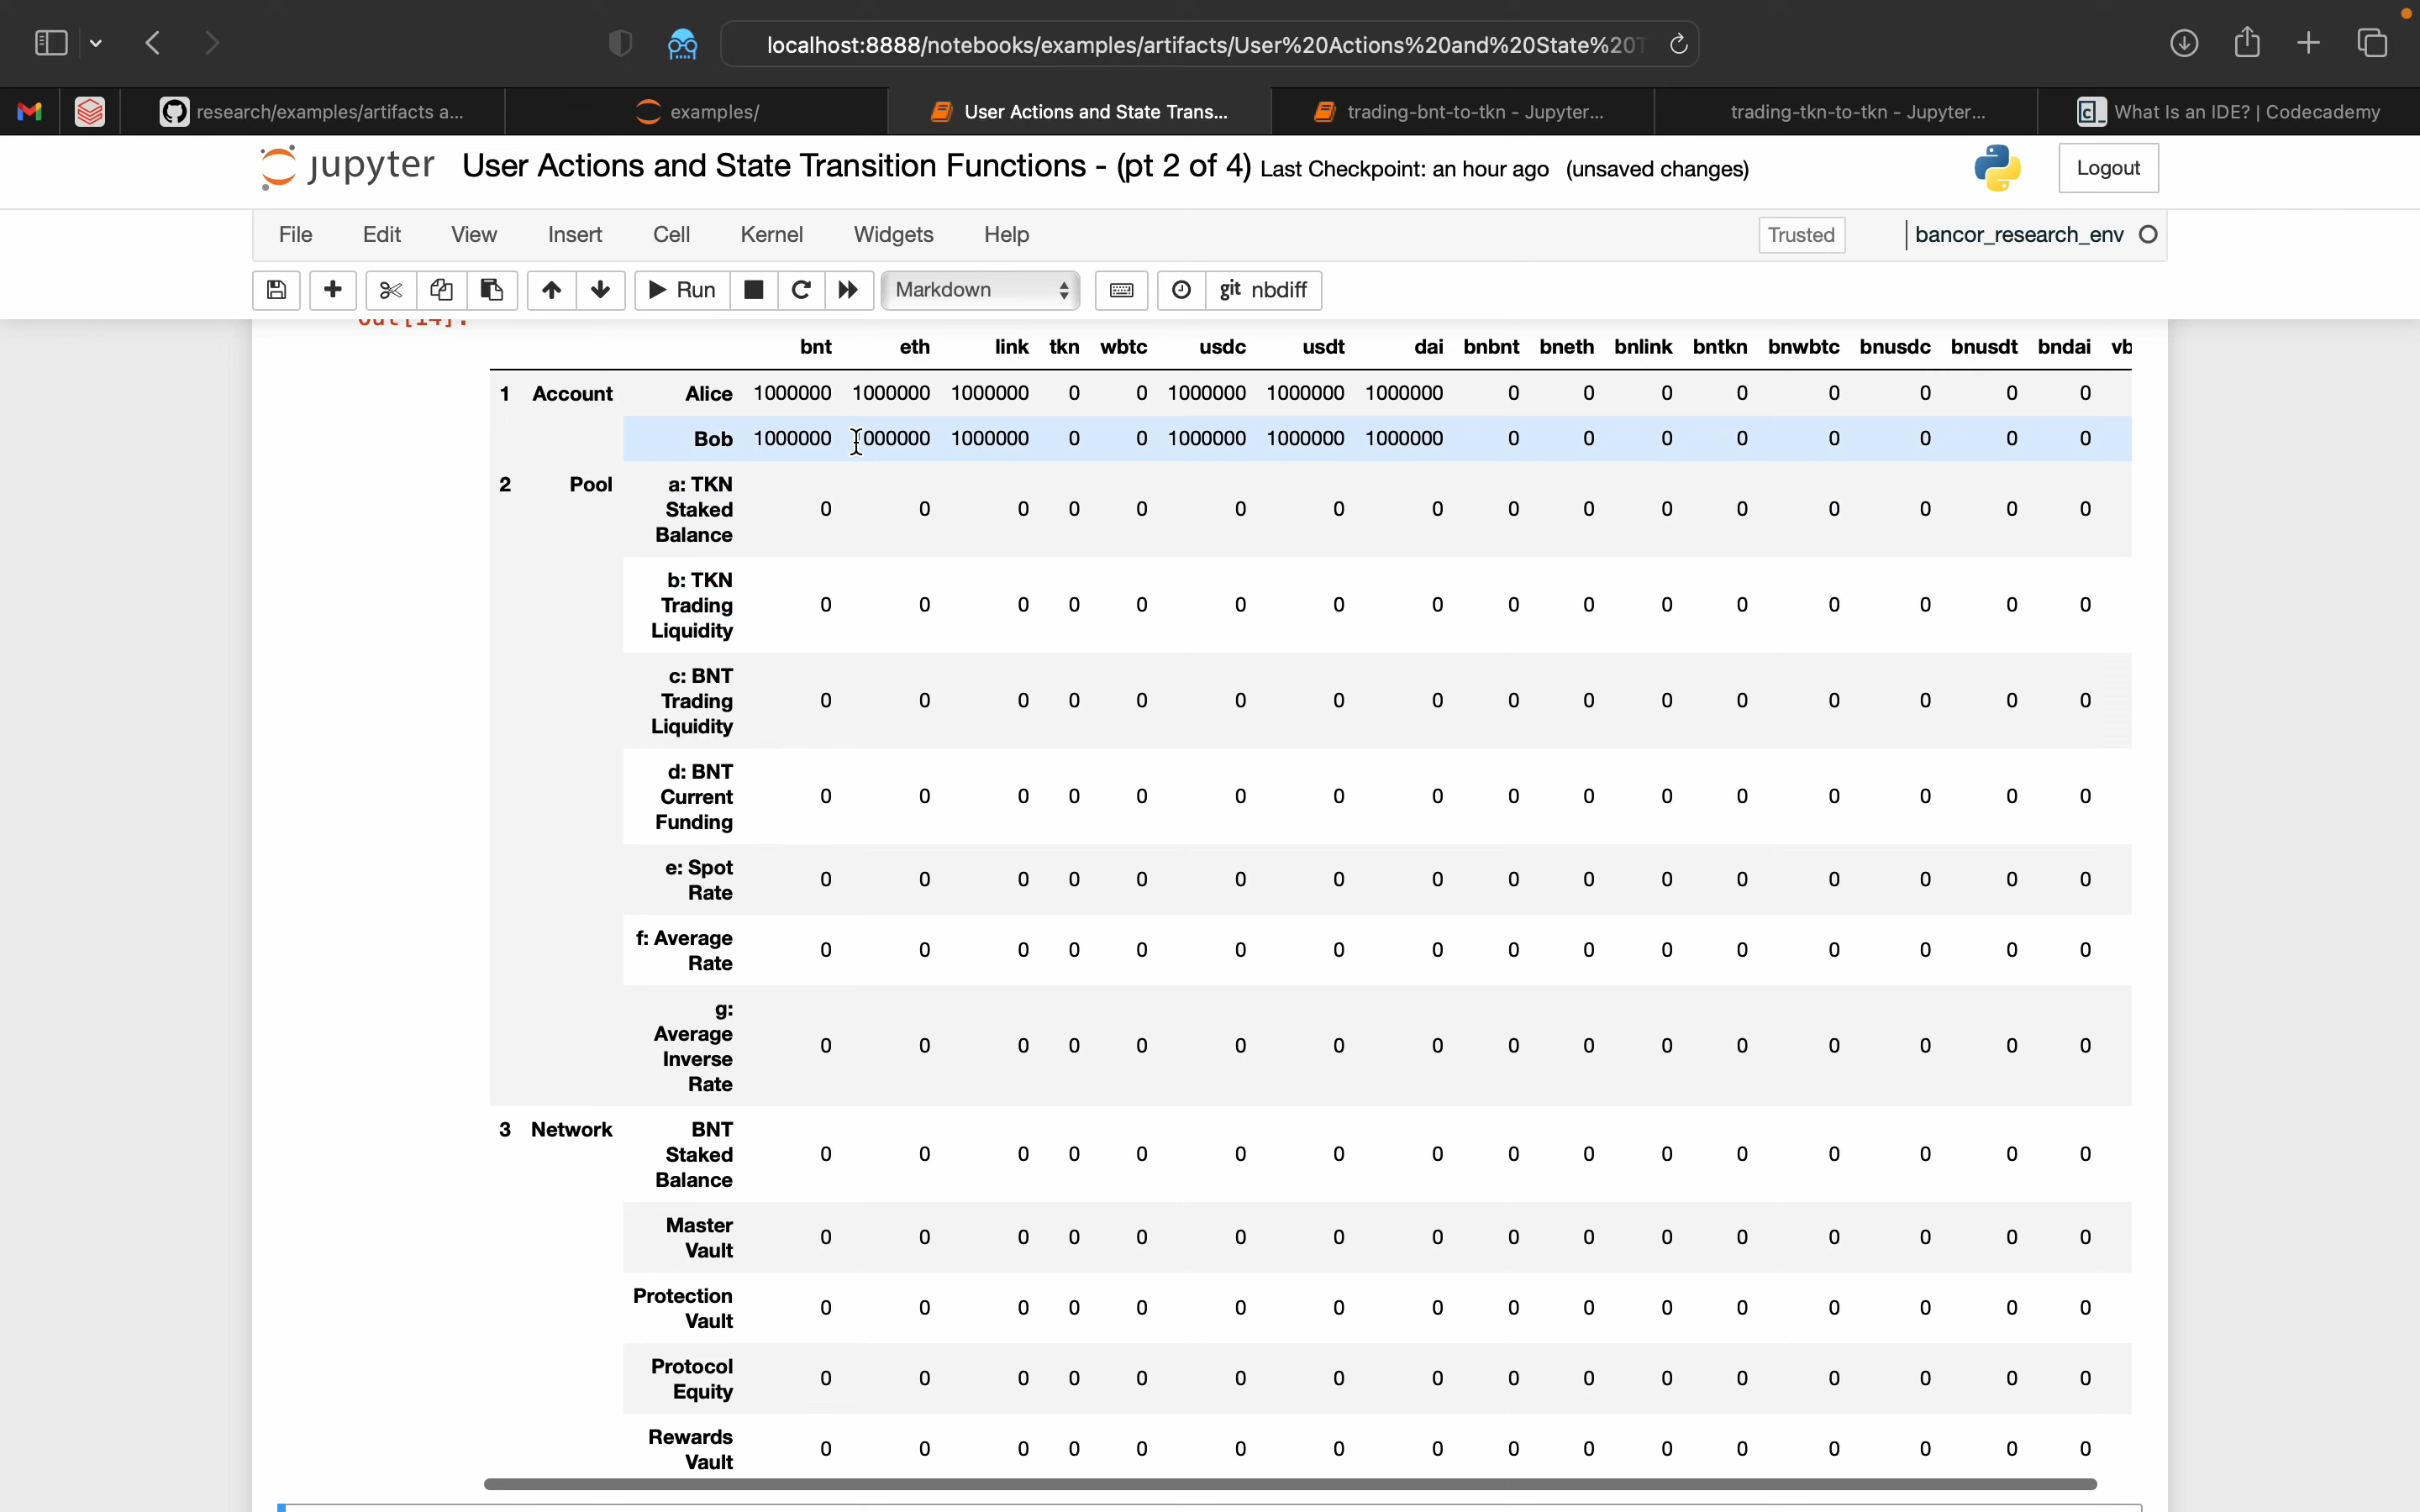 localhost:8888/notebooks/examples/artifacts/User%20Actions%20and%20State%20T
research/examples/artifacts a...
examples/
User Actions and State Trans...
trading-bnt-to-tkn - Jupyter...
trading-tkn-to-tkn - Jupyter...
What Is an IDE? | Codecademy
jupyter User Actions and State Transition Functions - (pt 2 of 4) Last Checkpoint: an hour ago (unsaved changes) Logout
File Edit View Insert Cell Kernel Widgets Help Trusted bancor_research_env
Run Markdown git nbdiff
Out[14]:
bnt eth link tkn wbtc usdc usdt dai bnbnt bneth bnlink bntkn bnwbtc bnusdc bnusdt bndai vb
1 Account Alice 1000000 1000000 1000000 0 0 1000000 1000000 1000000 0 0 0 0 0 0 0 0
Bob 1000000 1000000 1000000 0 0 1000000 1000000 1000000 0 0 0 0 0 0 0 0
2 Pool a: TKN
Staked 0 0 0 0 0 0 0 0 0 0 0 0 0 0 0 0
Balance
b: TKN
Trading 0 0 0 0 0 0 0 0 0 0 0 0 0 0 0 0
Liquidity
c: BNT
Trading 0 0 0 0 0 0 0 0 0 0 0 0 0 0 0 0
Liquidity
d: BNT
Current 0 0 0 0 0 0 0 0 0 0 0 0 0 0 0 0
Funding
e: Spot
Rate 0 0 0 0 0 0 0 0 0 0 0 0 0 0 0 0
f: Average
Rate 0 0 0 0 0 0 0 0 0 0 0 0 0 0 0 0
g:
Average
Inverse 0 0 0 0 0 0 0 0 0 0 0 0 0 0 0 0
Rate
3 Network BNT
Staked 0 0 0 0 0 0 0 0 0 0 0 0 0 0 0 0
Balance
Master
Vault 0 0 0 0 0 0 0 0 0 0 0 0 0 0 0 0
Protection
Vault 0 0 0 0 0 0 0 0 0 0 0 0 0 0 0 0
Protocol
Equity 0 0 0 0 0 0 0 0 0 0 0 0 0 0 0 0
Rewards
Vault 0 0 0 0 0 0 0 0 0 0 0 0 0 0 0 0